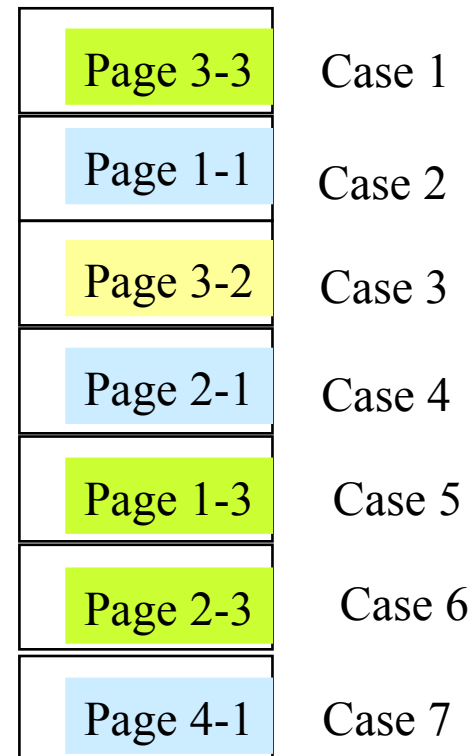 Page 3-3 Case 1
Page 1-1 Case 2
Page 3-2 Case 3
Page 2-1 Case 4
Page 1-3 Case 5
Page 2-3 Case 6
Page 4-1 Case 7